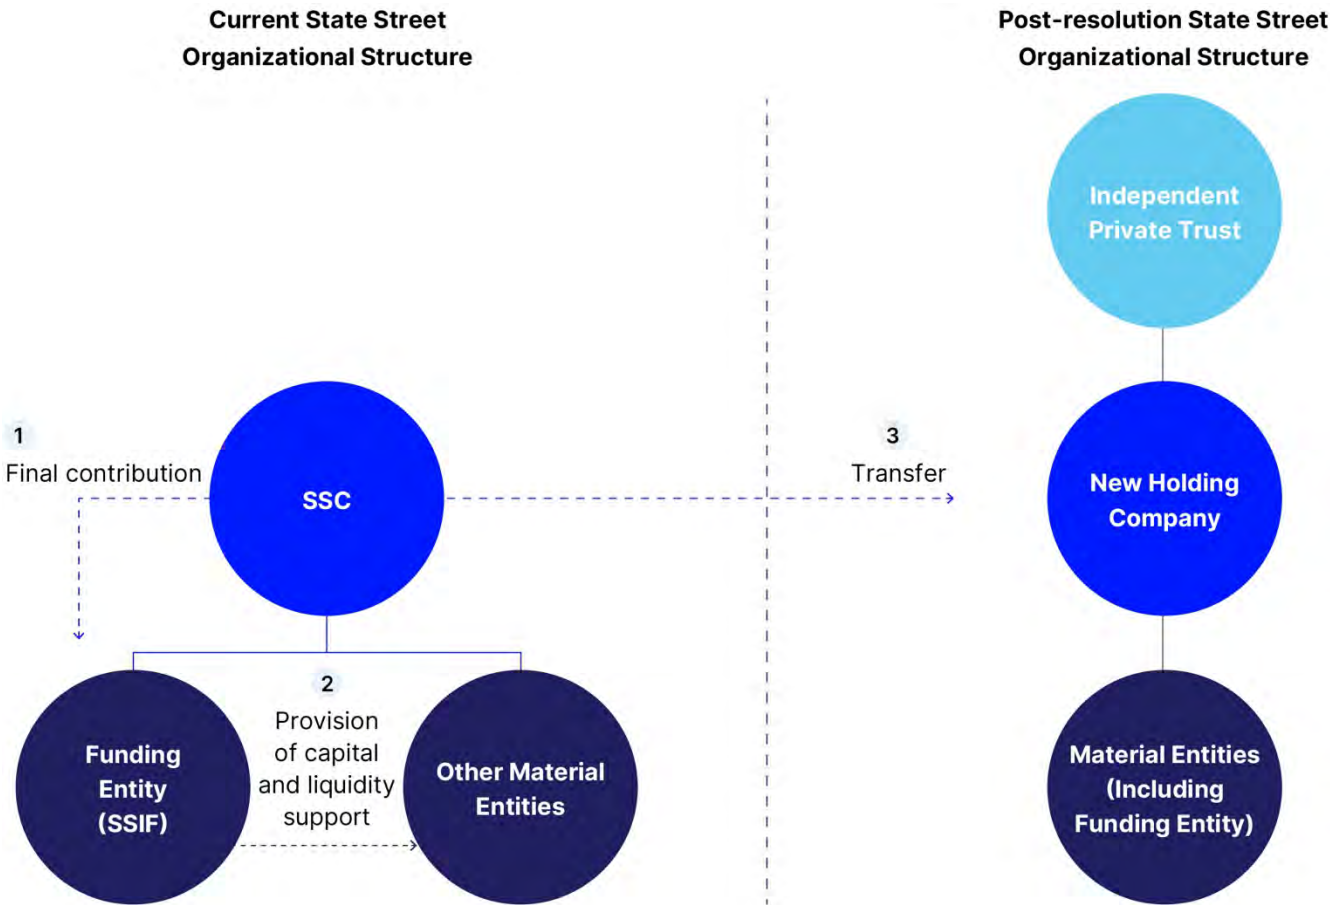 Current State Street
Organizational Structure
1
Final contribution
SSC
2
Provision
of capital
and liquidity
support
Funding
Entity
(SSIF)
Other Material
Entities
3
Transfer
Post-resolution State Street
Organizational Structure
Independent
Private Trust
New Holding
Company
Material Entities
(Including
Funding Entity)